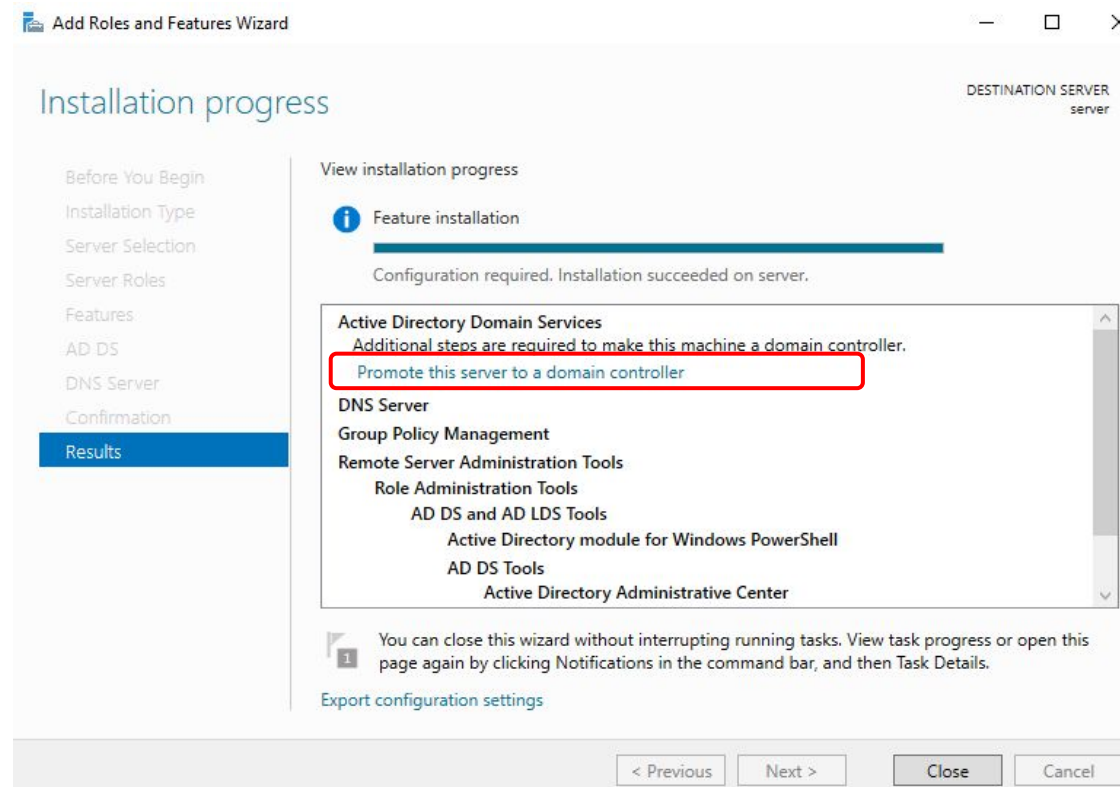 Add Roles and Features Wizard
Installation progress
DESTINATION SERVER
server
Before You Begin
Installation Type
Server Selection
Server Roles
Features
AD DS
DNS Server
Confirmation
Results
View installation progress
Feature installation
Configuration required. Installation succeeded on server.
Active Directory Domain Services
Additional steps are required to make this machine a domain controller.
Promote this server to a domain controller
DNS Server
Group Policy Management
Remote Server Administration Tools
Role Administration Tools
AD DS and AD LDS Tools
Active Directory module for Windows PowerShell
AD DS Tools
Active Directory Administrative Center
1
You can close this wizard without interrupting running tasks. View task progress or open this
page again by clicking Notifications in the command bar, and then Task Details.
Export configuration settings
< Previous
Next >
Close
Cancel